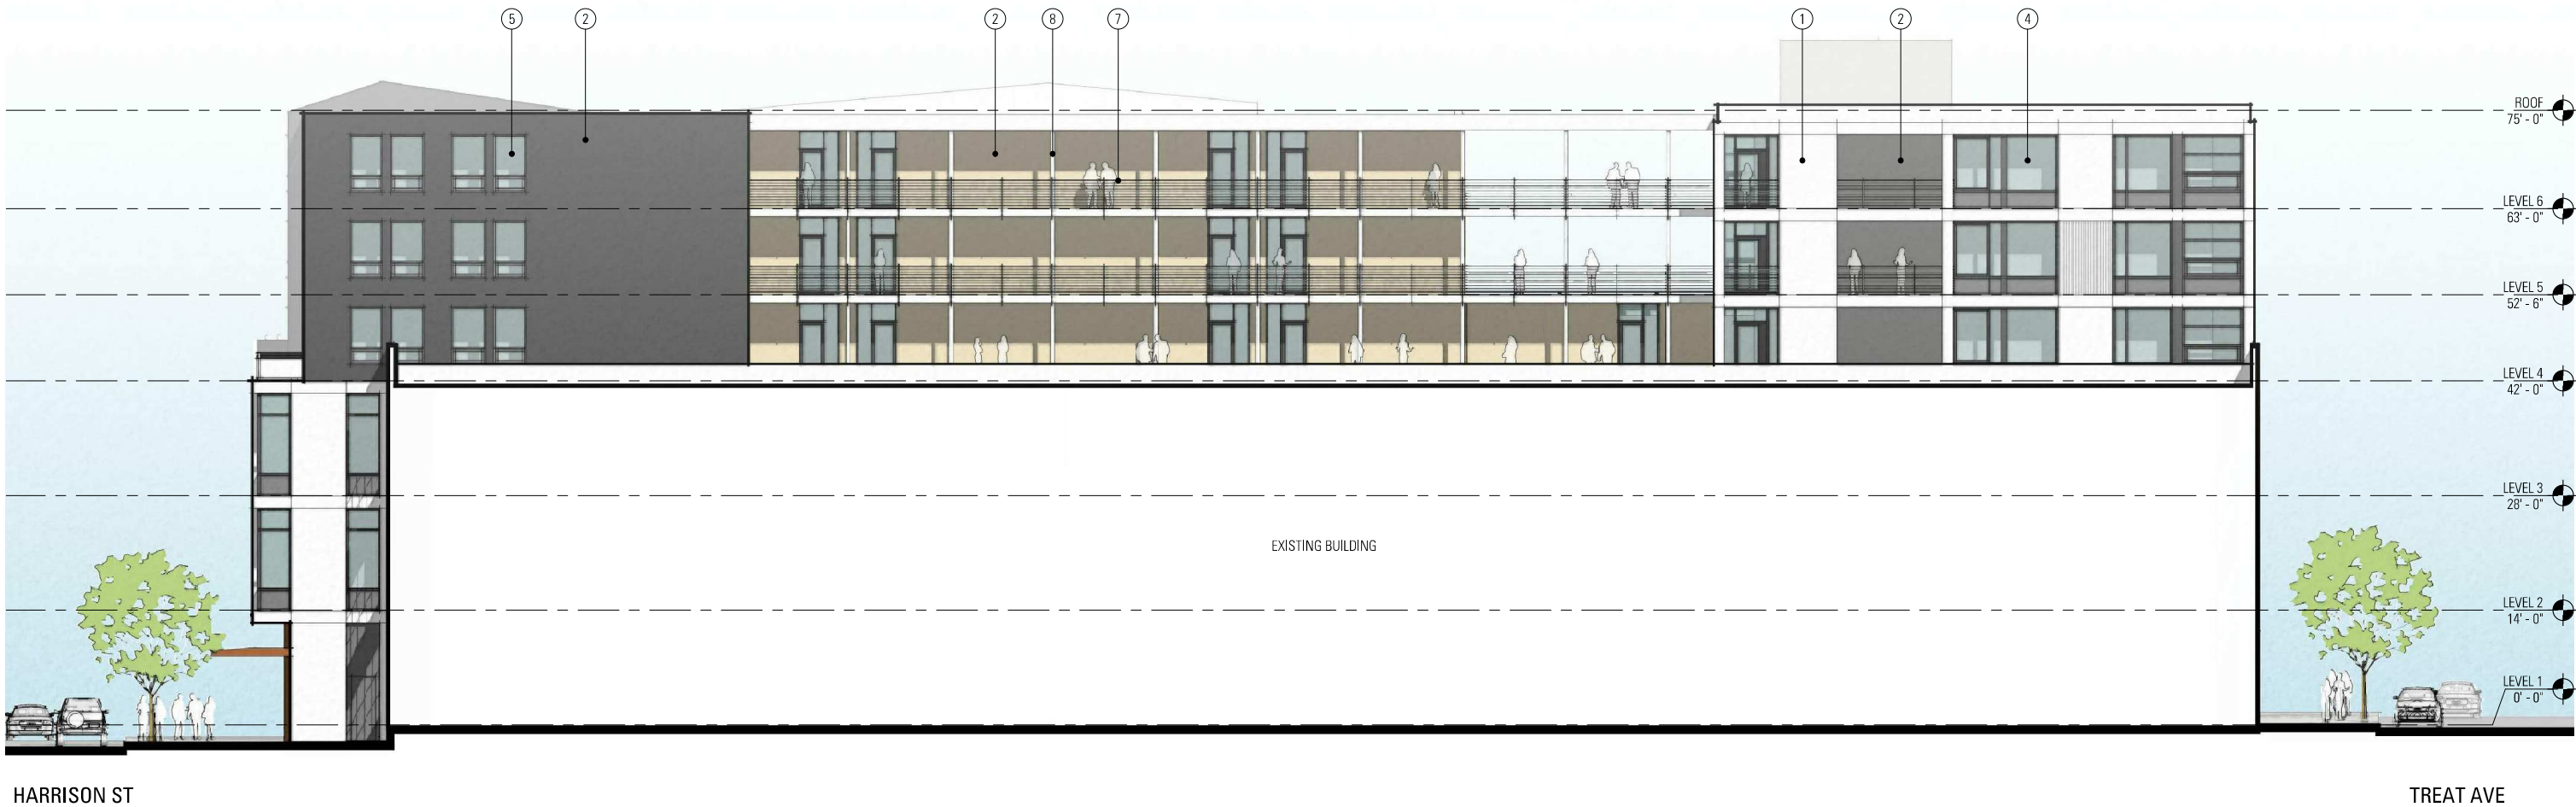 5 2 2 8 7 1 2 4
ROOF
75' - 0"
LEVEL 6
63' - 0"
LEVEL 5
52' - 6"
LEVEL 4
42' - 0"
LEVEL 3
28' - 0"
EXISTING BUILDING
LEVEL 2
14' - 0"
LEVEL 1
0' - 0"
HARRISON ST
TREAT AVE